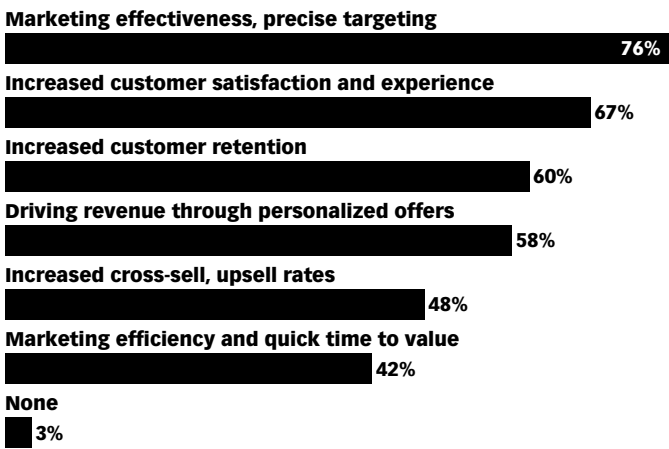 Marketing effectiveness, precise targeting
76%
Increased customer satisfaction and experience
67%
Increased customer retention
60%
Driving revenue through personalized offers
58%
Increased cross-sell, upsell rates
48%
Marketing efficiency and quick time to value
42%
None
3%